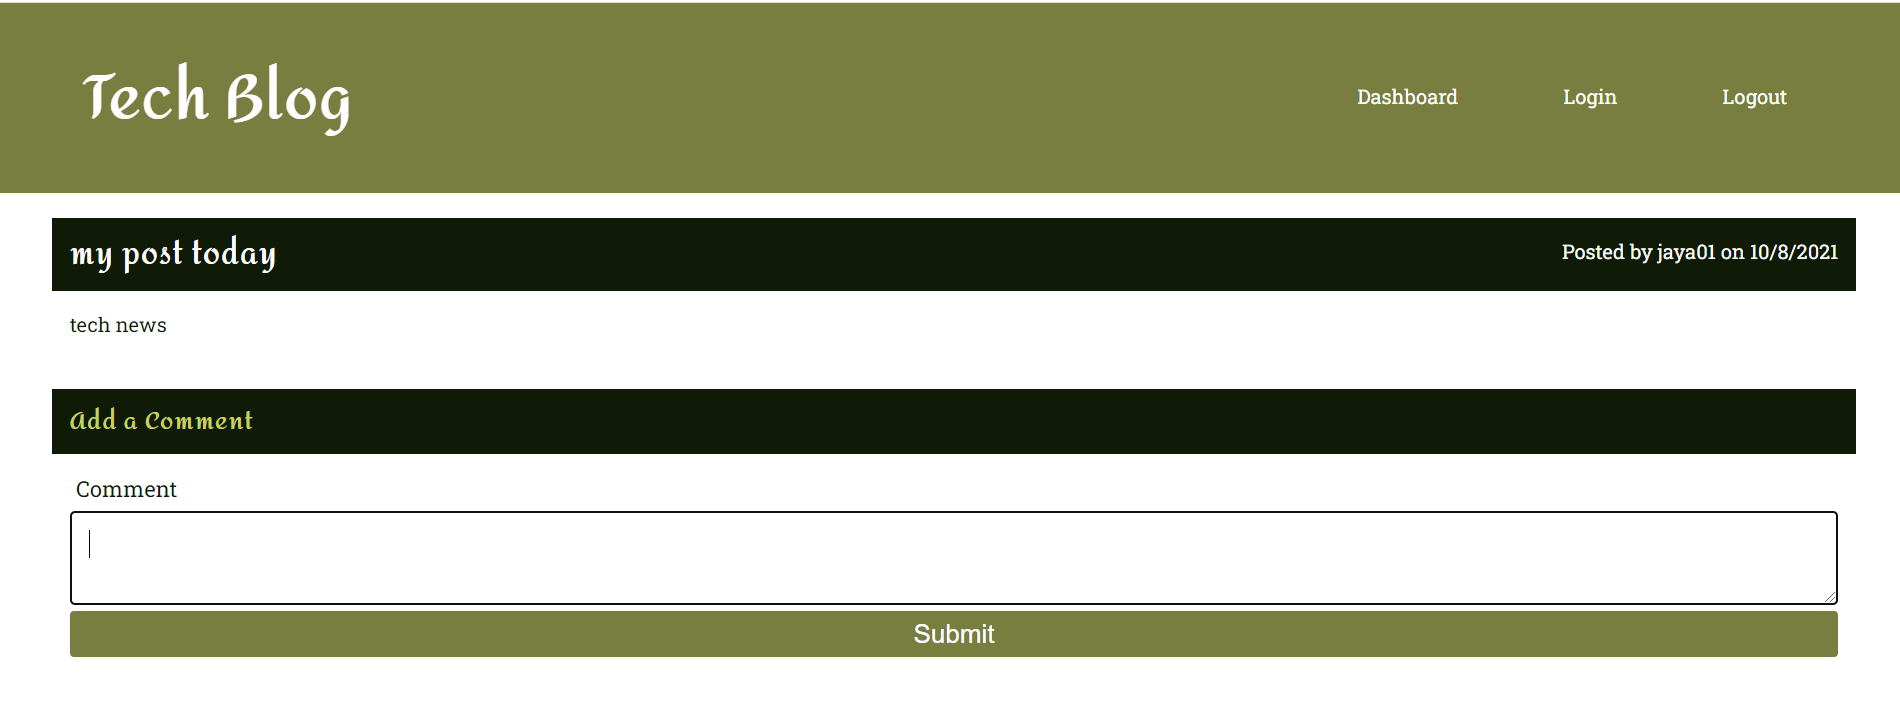 Tech Blog
Dashboard Login Logout
my post today
Posted by jaya01 on 10/8/2021
tech news
Add a Comment
Comment
Submit